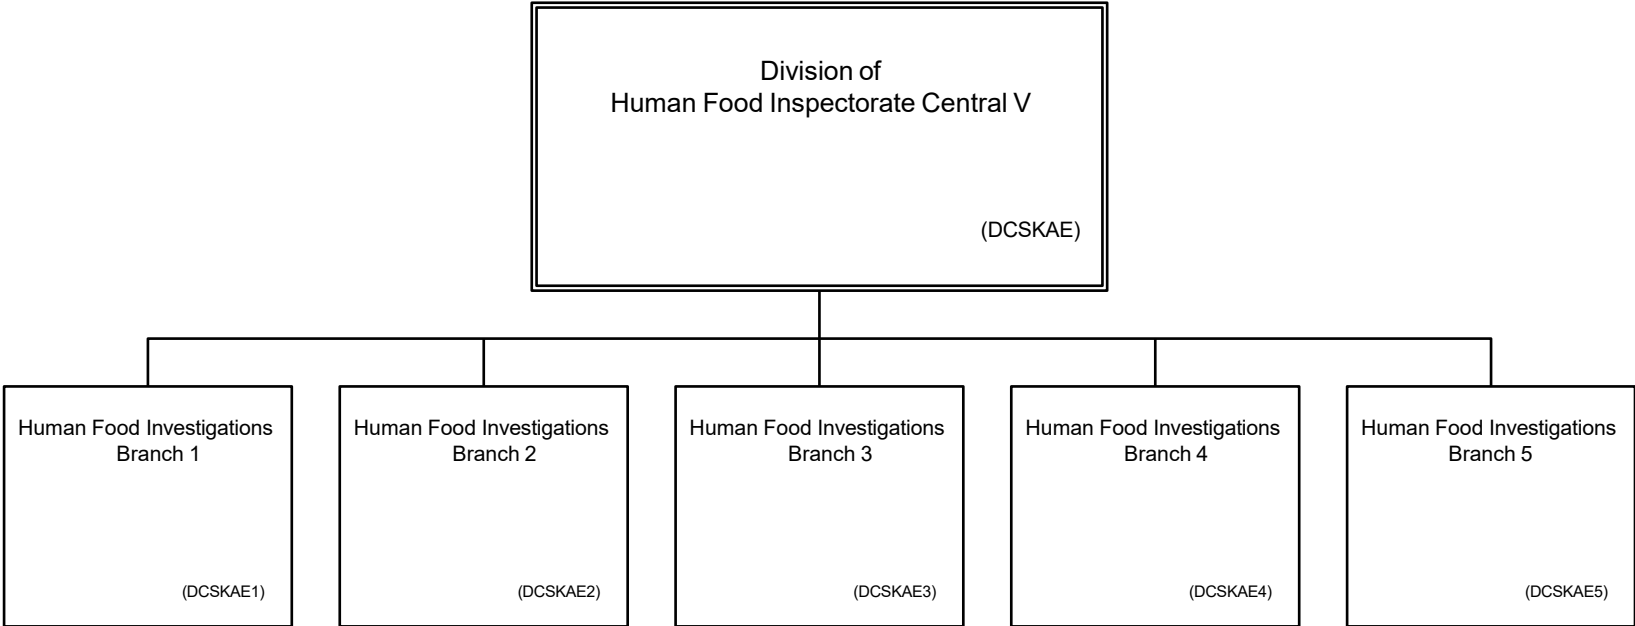 Division of
Human Food Inspectorate Central V
(DCSKAE)
Human Food Investigations
Branch 1
(DCSKAE1)
Human Food Investigations
Branch 2
(DCSKAE2)
Human Food Investigations
Branch 3
(DCSKAE3)
Human Food Investigations
Branch 4
(DCSKAE4)
Human Food Investigations
Branch 5
(DCSKAE5)